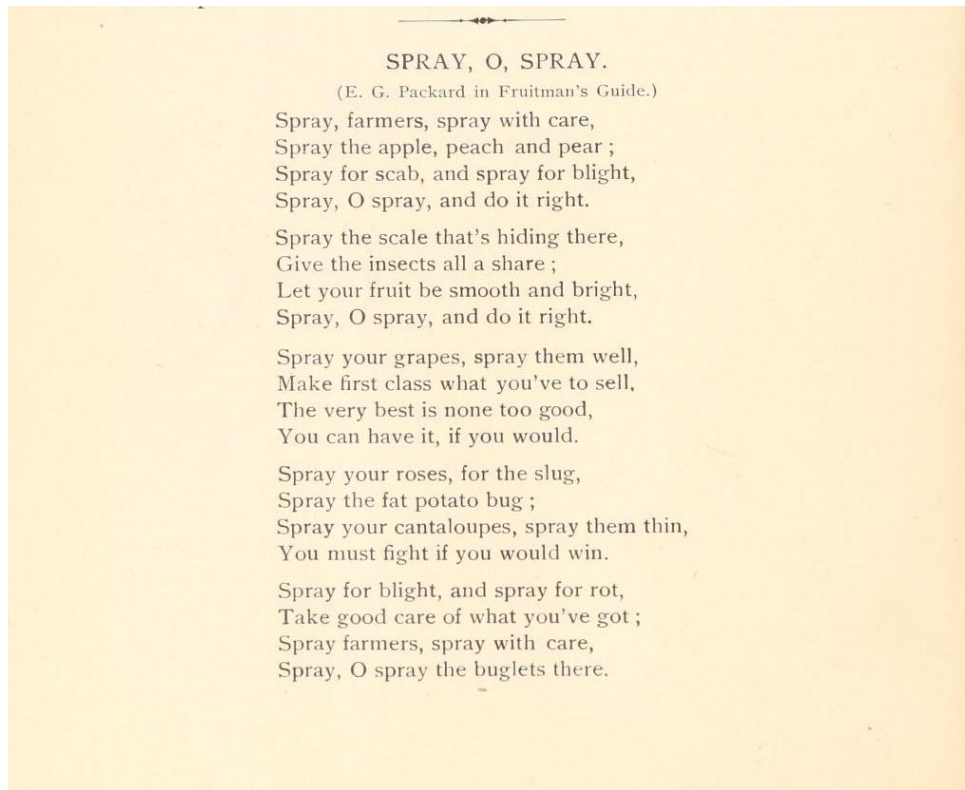 SPRAY, O, SPRAY.
(E. G. Packard in Fruitman's Guide.)
Spray, farmers, spray with care,
Spray the apple, peach and pear ;
Spray for scab, and spray for blight,
Spray, O spray, and do it right.
Spray the scale that's hiding there,
Give the insects all a share ;
Let your fruit be smooth and bright,
Spray, O spray, and do it right.
Spray your grapes, spray them well,
Make first class what you've to sell,
The very best is none too good,
You can have it, if you would.
Spray your roses, for the slug,
Spray the fat potato bug ;
Spray your cantaloupes, spray them thin,
You must fight if you would win.
Spray for blight, and spray for rot,
Take good care of what you've got ;
Spray farmers, spray with care,
Spray, O spray the buglets there.